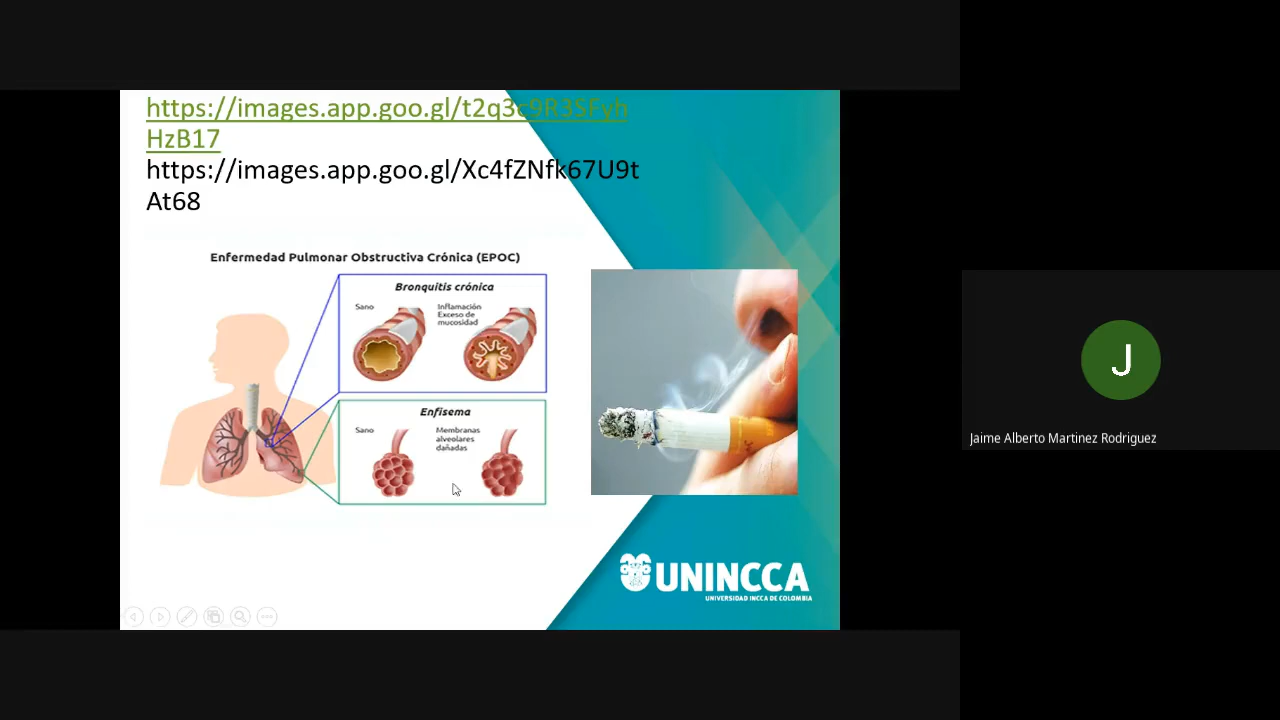 https://images.app.goo.gl/t2q3c9R3SFyh
HzB17
https://images.app.goo.gl/Xc4fZNfk67U9t
At68
Enfermedad Pulmonar Obstructiva Crónica (EPOC)
Bronquitis crónica
Sano
Inflamación
Exceso de
mucosidad
Enfisema
Sano
Membranas
alveolares
dañadas
UNINCCA
UNIVERSIDAD INCCA DE COLOMBIA
J
Jaime Alberto Martinez Rodriguez